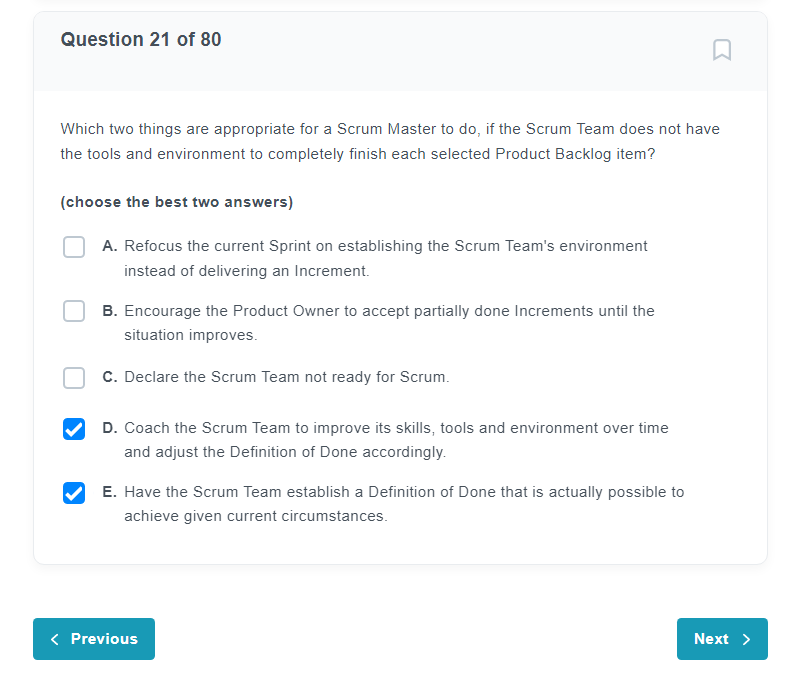 Question 21 of 80
Which two things are appropriate for a Scrum Master to do, if the Scrum Team does not have
the tools and environment to completely finish each selected Product Backlog item?
(choose the best two answers)
A. Refocus the current Sprint on establishing the Scrum Team's environment
instead of delivering an Increment.
B. Encourage the Product Owner to accept partially done Increments until the
situation improves.
C. Declare the Scrum Team not ready for Scrum.
D. Coach the Scrum Team to improve its skills, tools and environment over time
and adjust the Definition of Done accordingly.
E. Have the Scrum Team establish a Definition of Done that is actually possible to
achieve given current circumstances.
Previous
Next